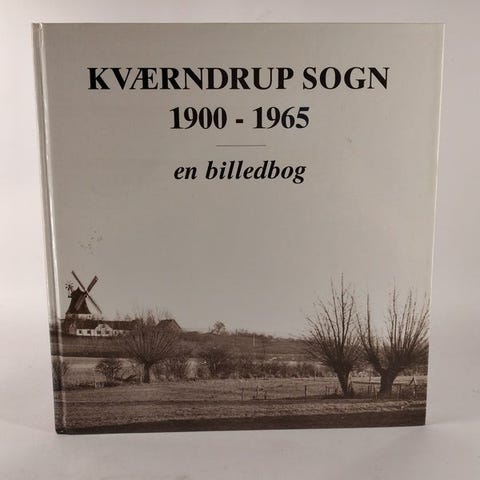 KVÆRNDRUP SOGN
1900 - 1965
en billedbog